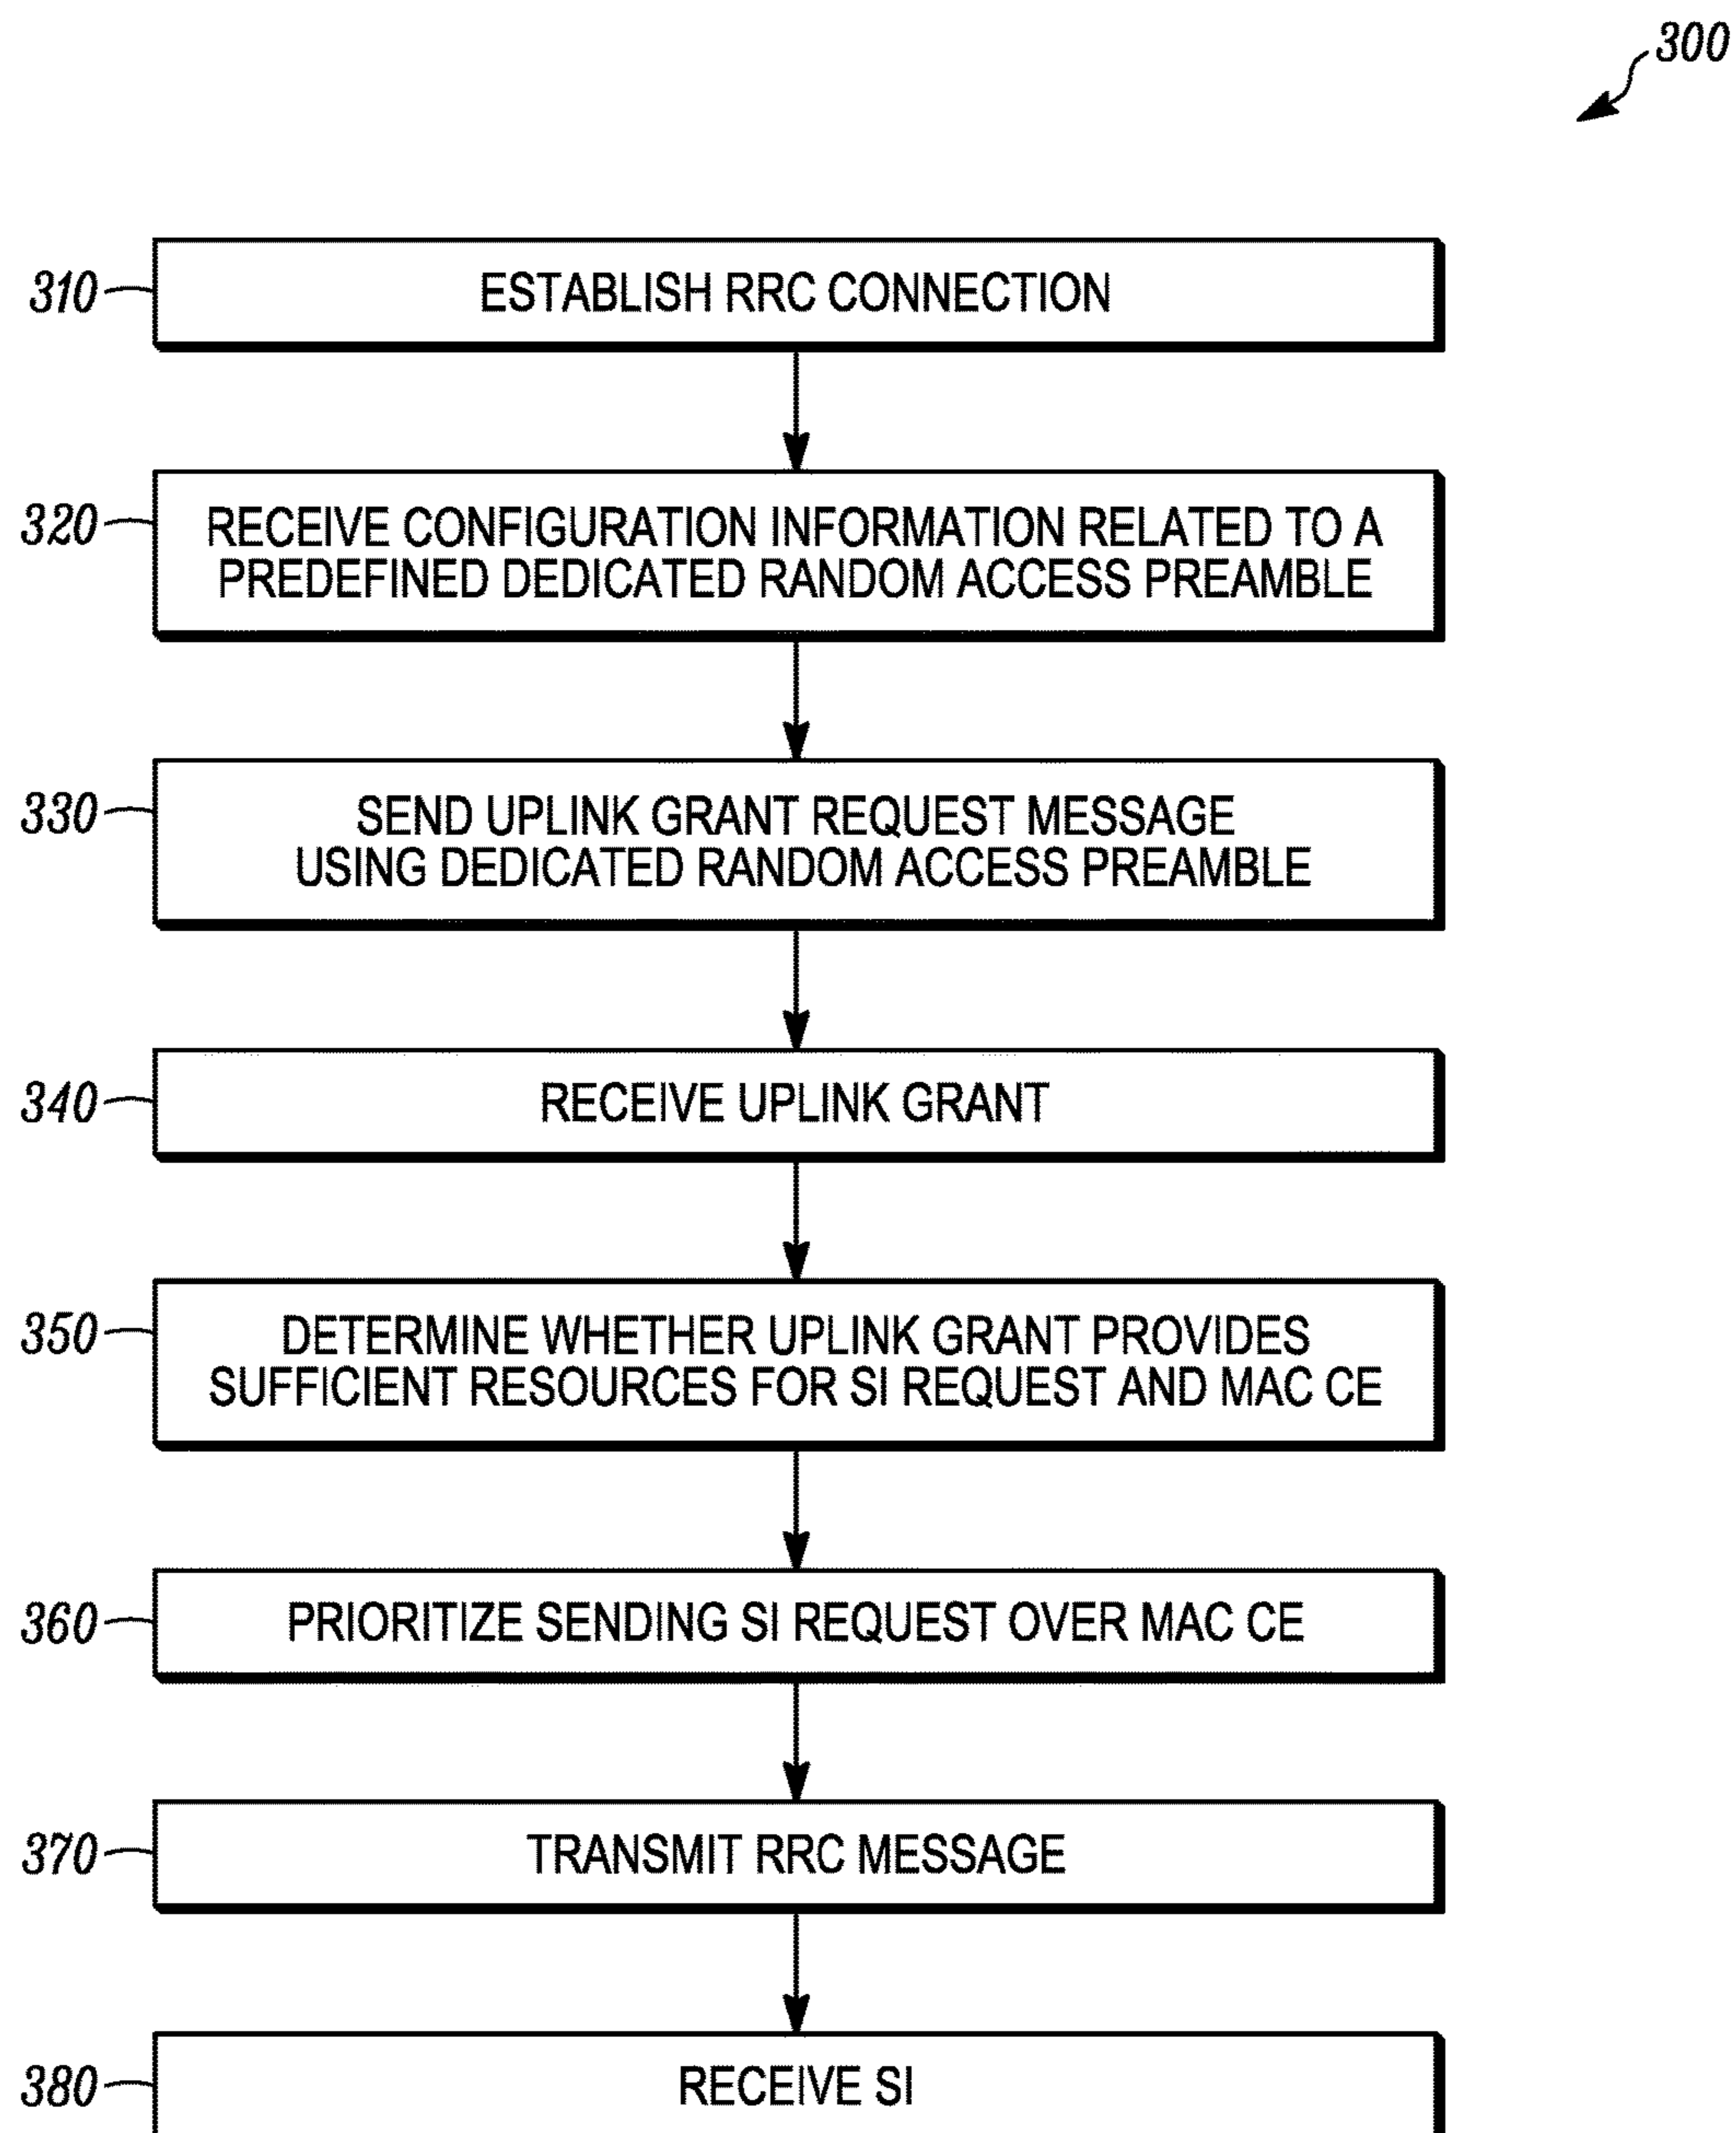 300
310
ESTABLISH RRC CONNECTION
320
RECEIVE CONFIGURATION INFORMATION RELATED TO A
PREDEFINED DEDICATED RANDOM ACCESS PREAMBLE
330
SEND UPLINK GRANT REQUEST MESSAGE
USING DEDICATED RANDOM ACCESS PREAMBLE
340
RECEIVE UPLINK GRANT
350
DETERMINE WHETHER UPLINK GRANT PROVIDES
SUFFICIENT RESOURCES FOR SI REQUEST AND MAC CE
360
PRIORITIZE SENDING SI REQUEST OVER MAC CE
370
TRANSMIT RRC MESSAGE
380
RECEIVE SI